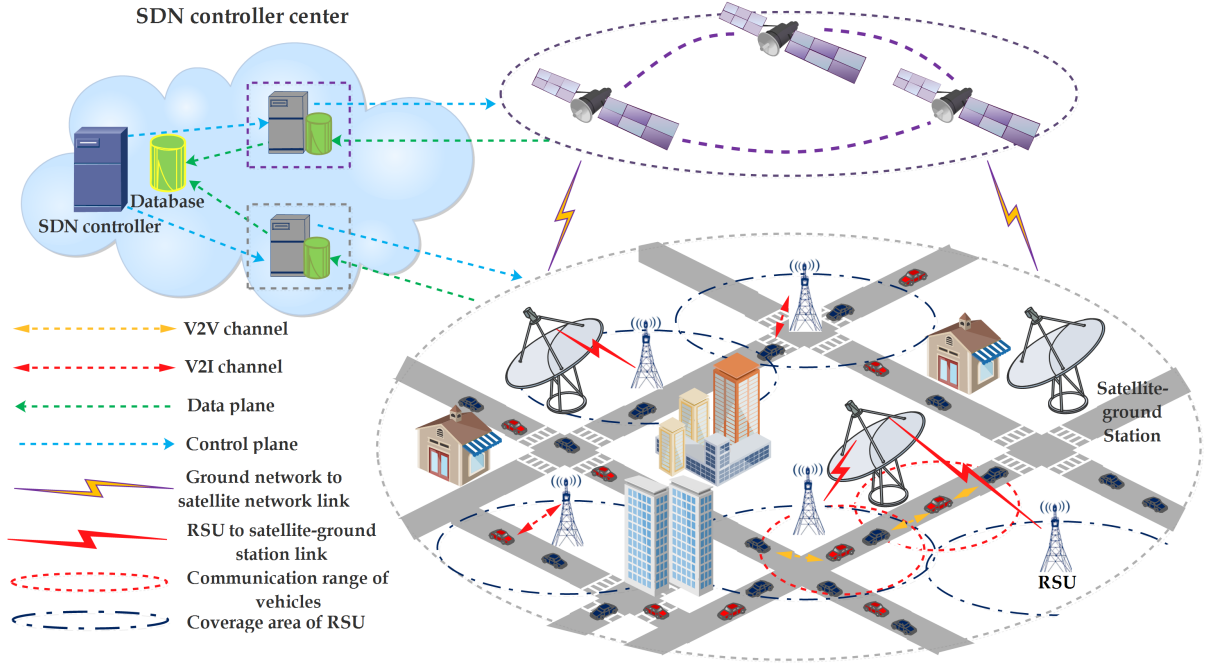 SDN controller center
Database
SDN controller
V2V channel
V2I channel
Data plane
Control plane
Ground network to
satellite network link
RSU to satellite-ground
station link
Communication range of
vehicles
Coverage area of RSU
Satellite-
ground
Station
RSU